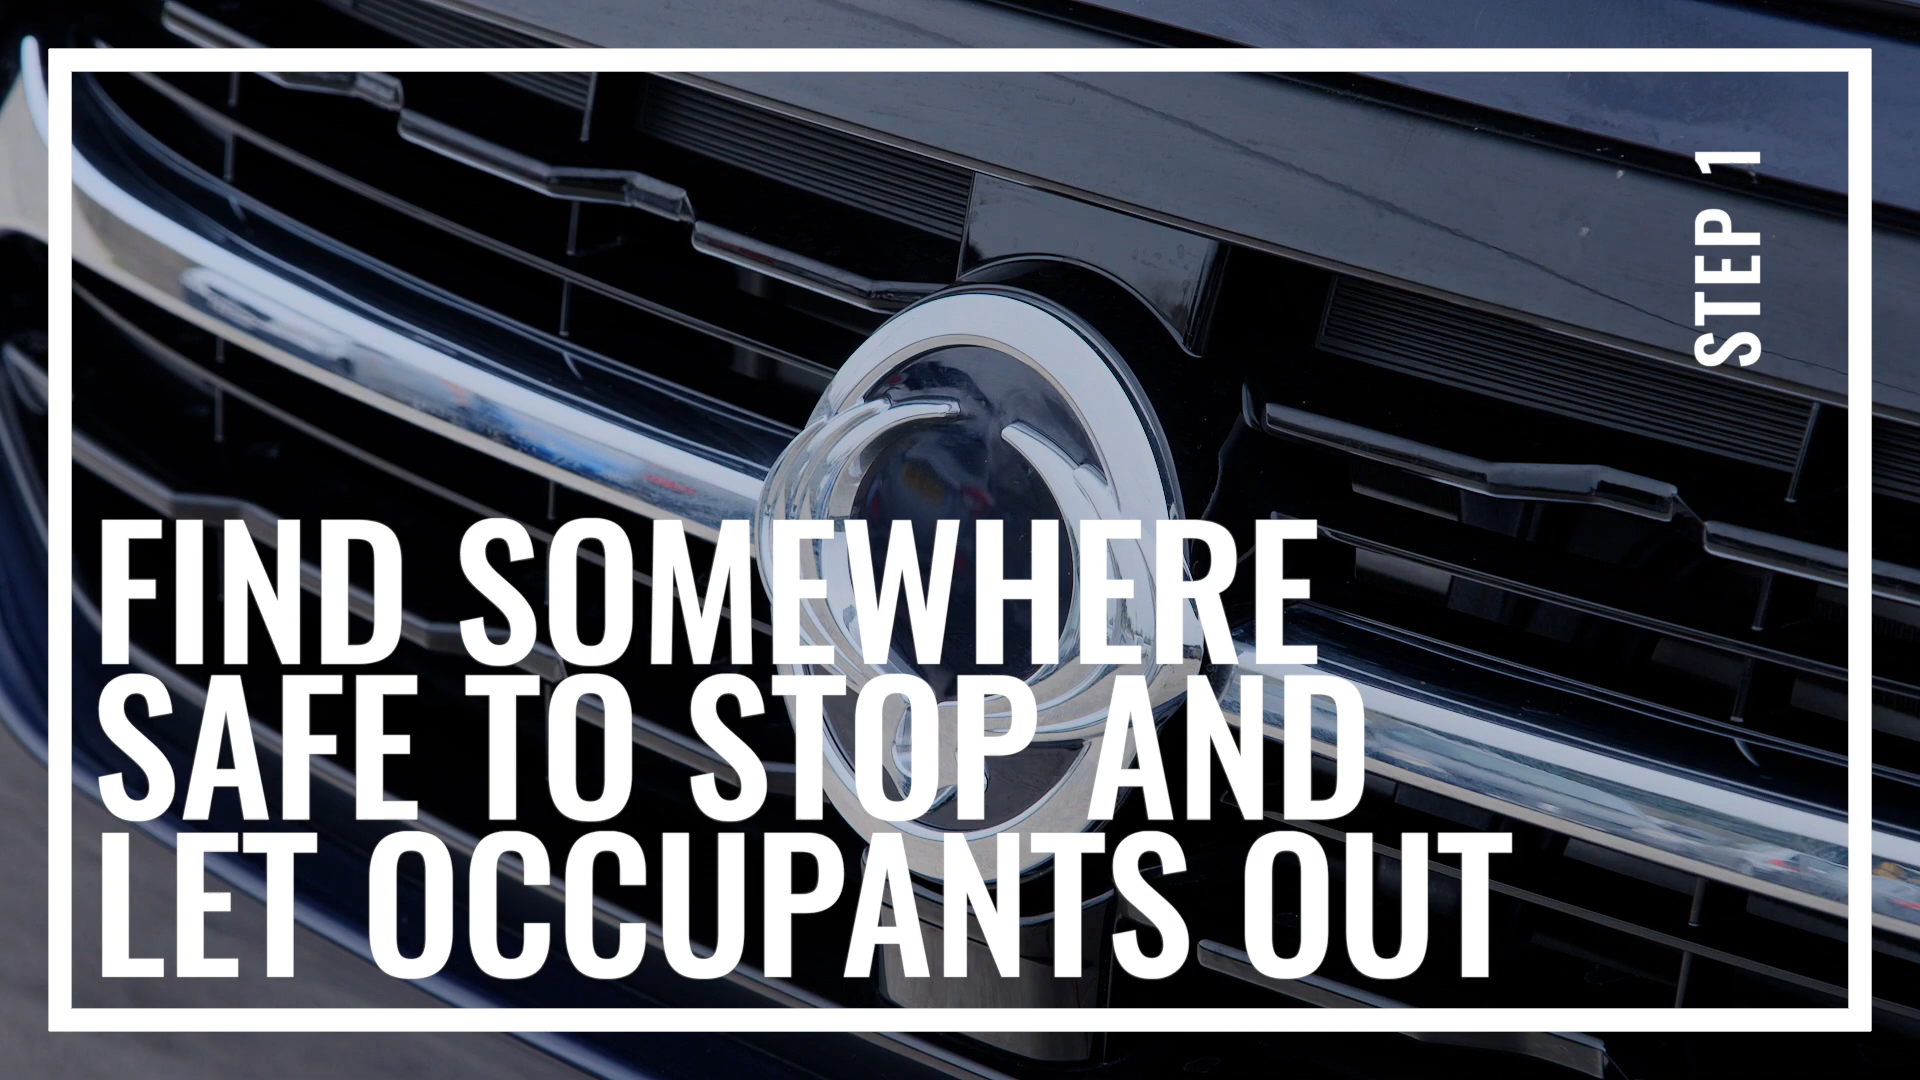 STEP 1
FIND SOMEWHERE
SAFE TO STOP AND
LET OCCUPANTS OUT